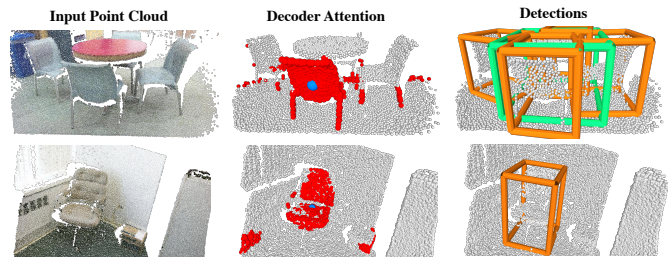 Input Point Cloud
Decoder Attention
Detections